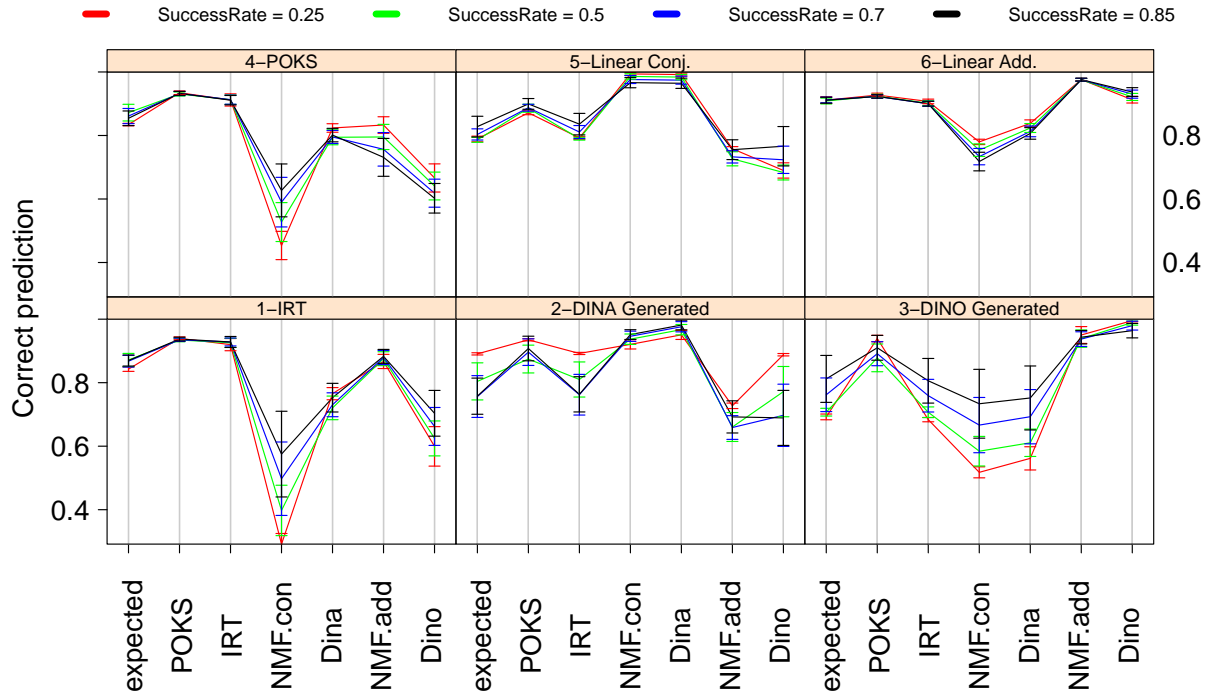 SuccessRate = 0.25 SuccessRate = 0.5 SuccessRate = 0.7 SuccessRate = 0.85
4−POKS 5−Linear Conj. 6−Linear Add.
0.8
0.6
0.4
1−IRT 2−DINA Generated 3−DINO Generated
0.8
0.6
0.4
Correct prediction
expected POKS IRT NMF.con Dina NMF.add Dino expected POKS IRT NMF.con Dina NMF.add Dino expected POKS IRT NMF.con Dina NMF.add Dino